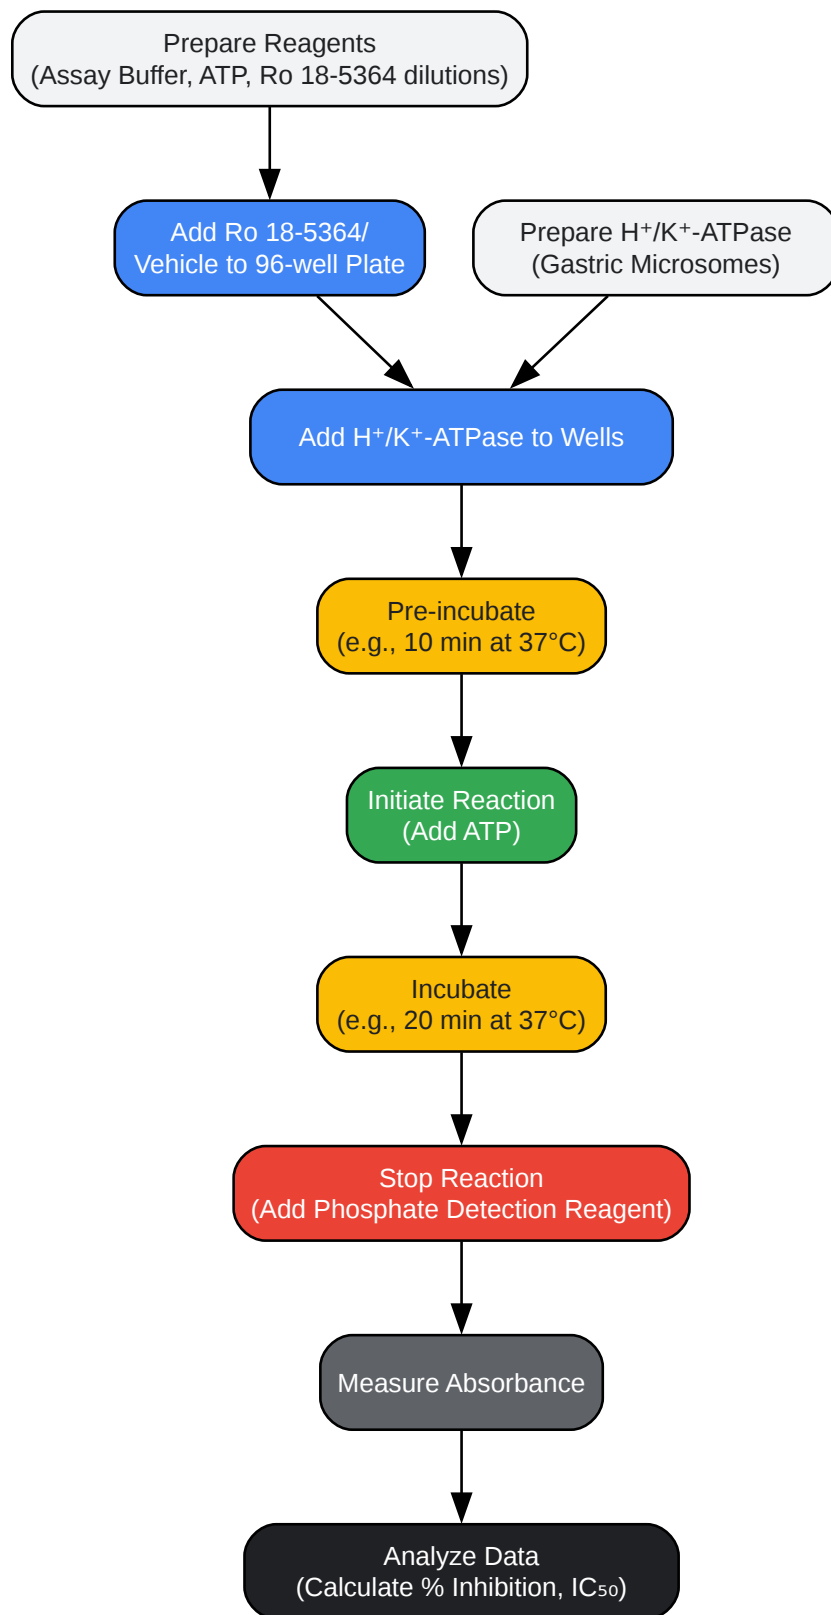 Prepare Reagents
(Assay Buffer, ATP, Ro 18-5364 dilutions)
Add Ro 18-5364/
Vehicle to 96-well Plate
Prepare H⁺/K⁺-ATPase
(Gastric Microsomes)
Add H⁺/K⁺-ATPase to Wells
Pre-incubate
(e.g., 10 min at 37°C)
Initiate Reaction
(Add ATP)
Incubate
(e.g., 20 min at 37°C)
Stop Reaction
(Add Phosphate Detection Reagent)
Measure Absorbance
Analyze Data
(Calculate % Inhibition, IC₅₀)